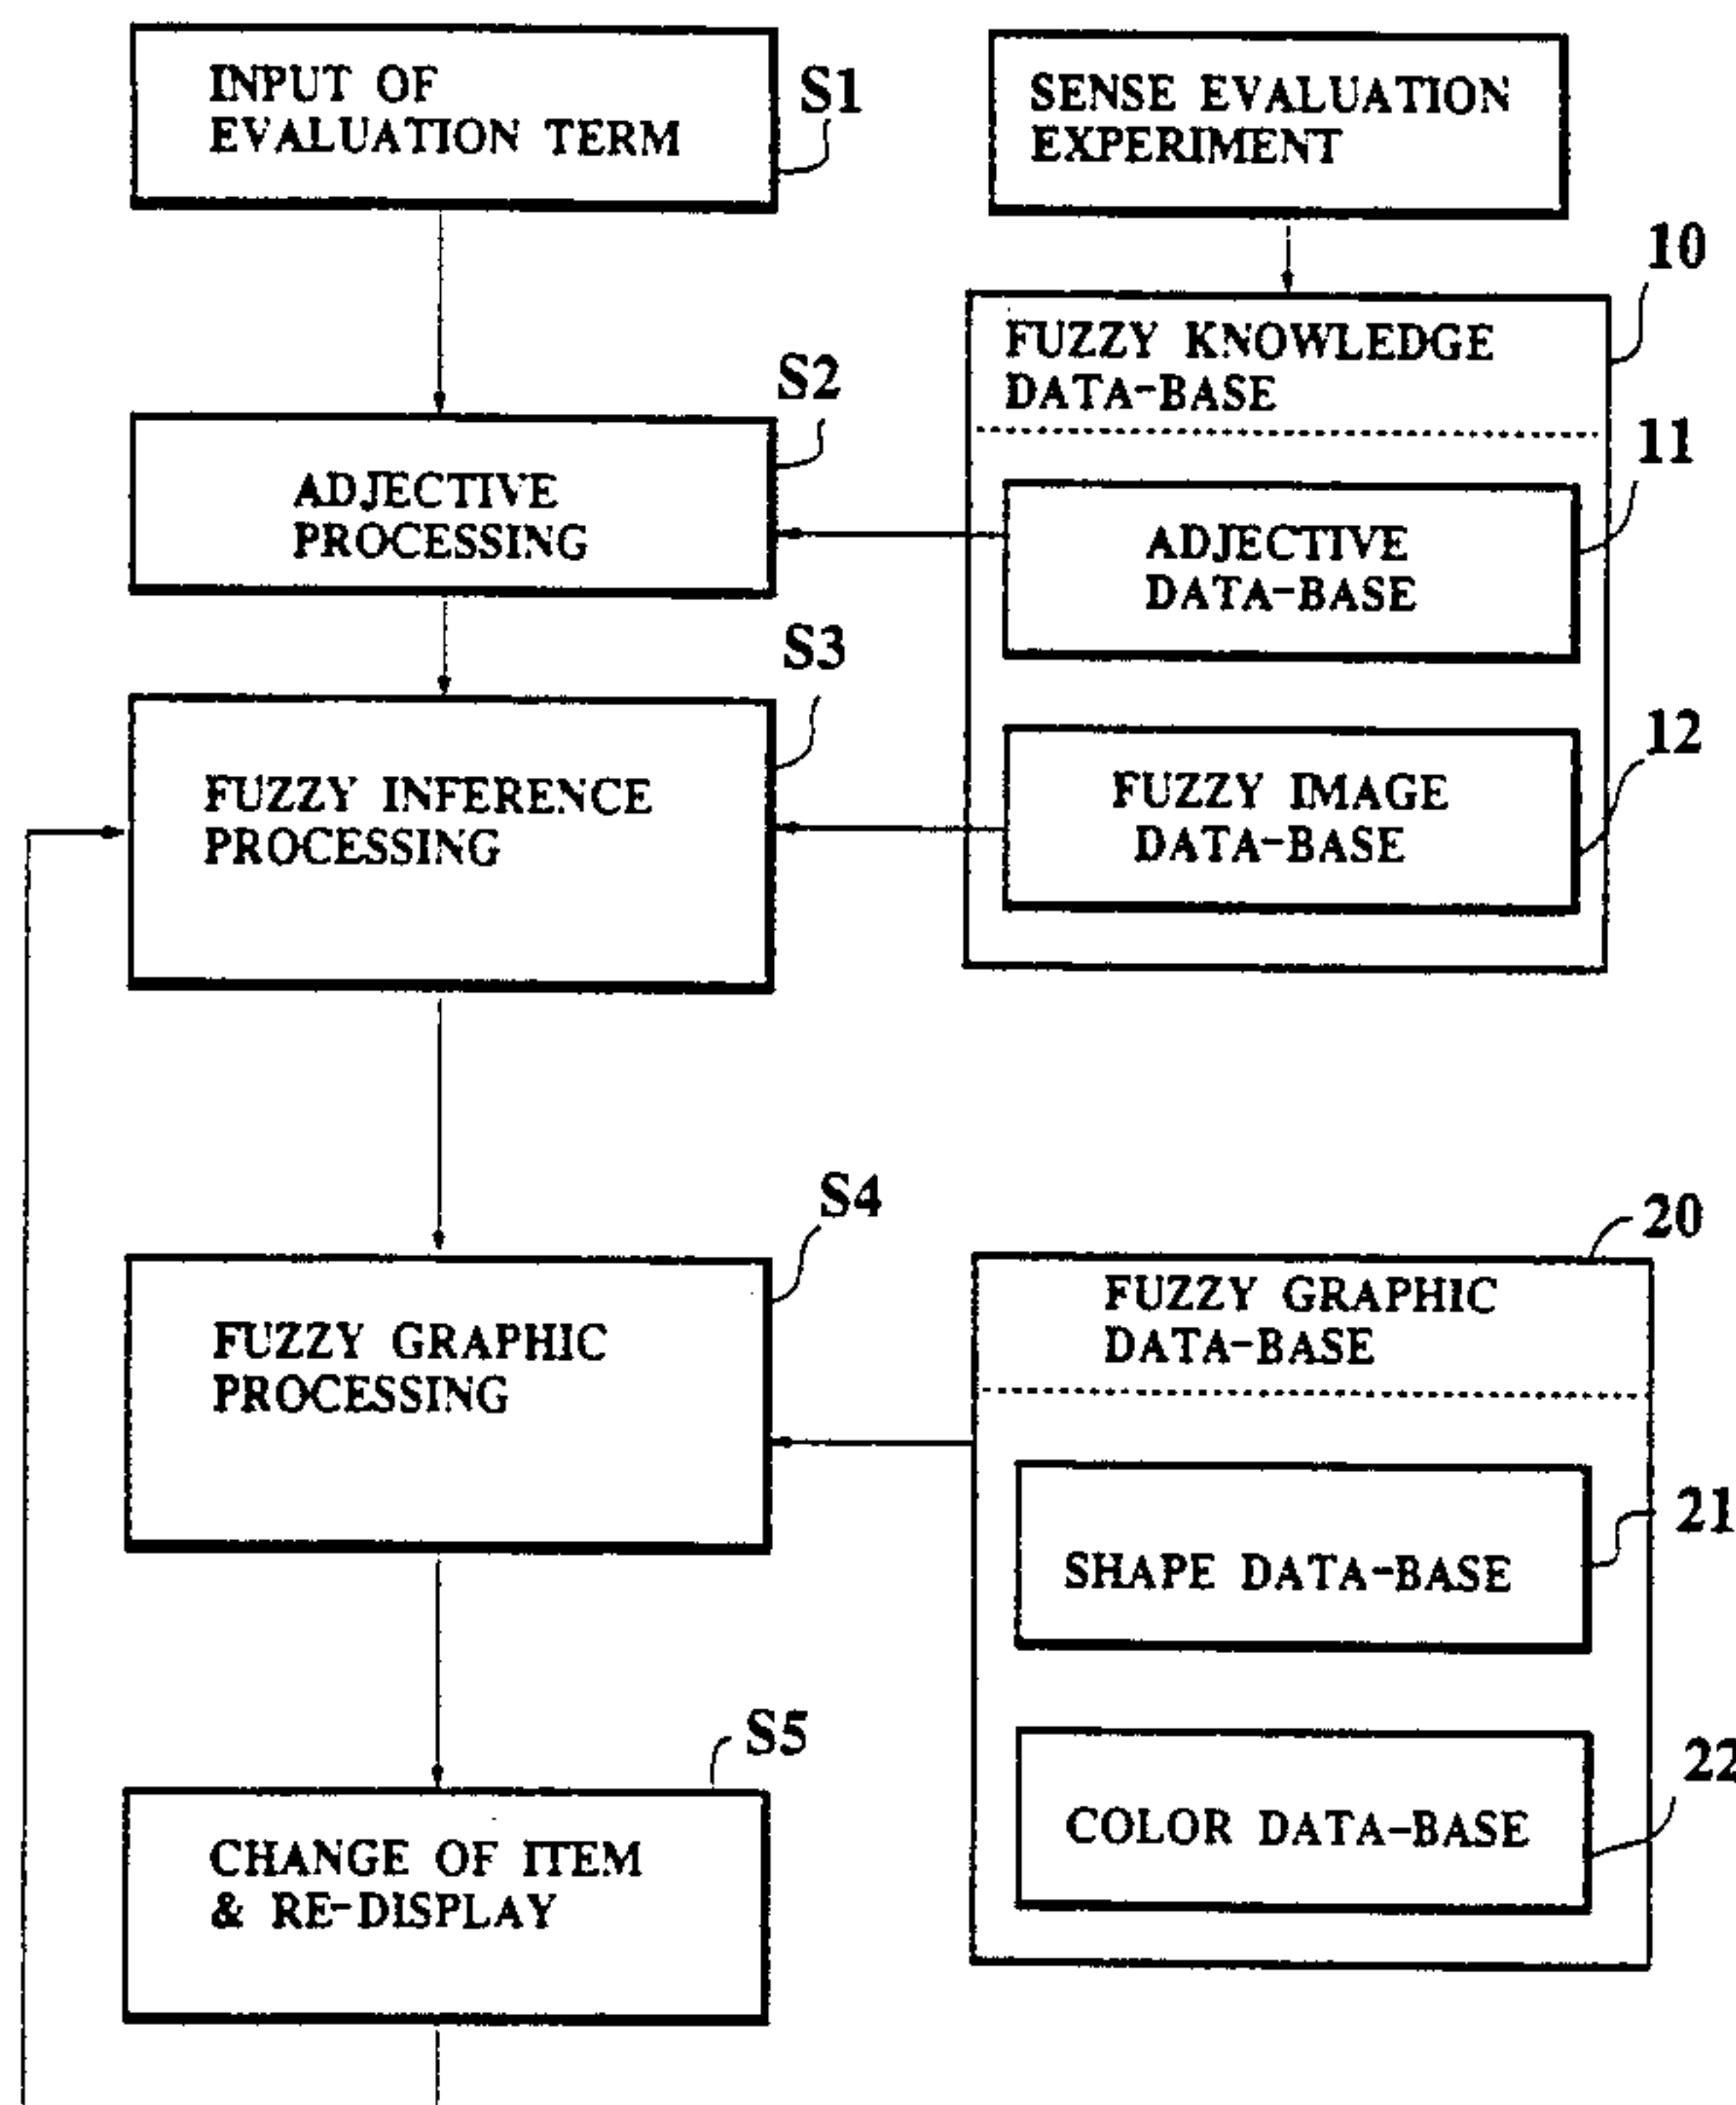 INPUT OF
EVALUATION TERM
S1
SENSE EVALUATION
EXPERIMENT
10
FUZZY KNOWLEDGE
DATA-BASE
S2
ADJECTIVE
PROCESSING
11
ADJECTIVE
DATA-BASE
S3
FUZZY INFERENCE
PROCESSING
12
FUZZY IMAGE
DATA-BASE
S4
FUZZY GRAPHIC
PROCESSING
20
FUZZY GRAPHIC
DATA-BASE
21
SHAPE DATA-BASE
S5
CHANGE OF ITEM
& RE-DISPLAY
22
COLOR DATA-BASE